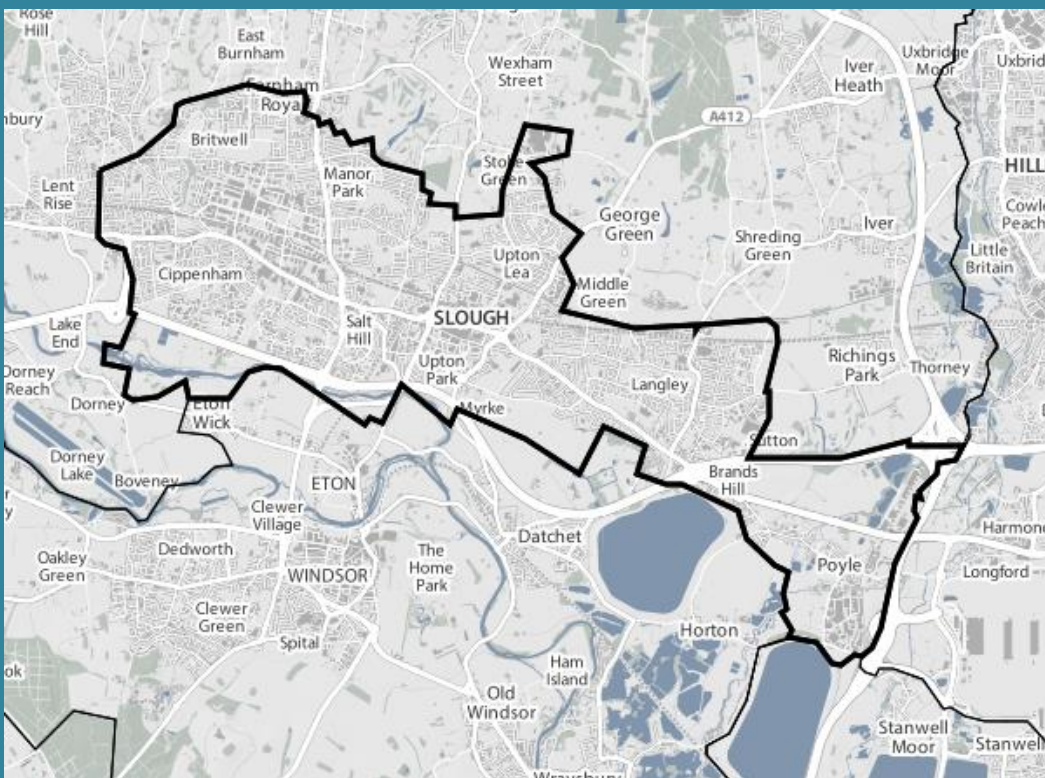 Rose
Hill
East
Burnham
Wexham
Street
Uxbridge
Moor
Iver
Heath
Farnham
Royal
A412
Britwell
Stoke
Green
Manor
Park
Lent
Rise
HILL
George
Green
Iver
Shreding
Green
Upton
Lea
Little
Britain
Cippenham
Middle
Green
SLOUGH
Lake
End
Salt
Hill
Upton
Park
Richings
Park
Thorney
Dorney
Reach
Langley
Dorney
Eton
Wick
Myrke
Sutton
Dorney
Lake
Boveney
ETON
Brands
Hill
Clewer
Village
Datchet
Dedworth
Oakley
Green
The
Home
Park
WINDSOR
Poyle
Longford
Clewer
Green
Spital
Horton
Ham
Island
Old
Windsor
Stanwell
Moor
Stanwell
Wraysbury